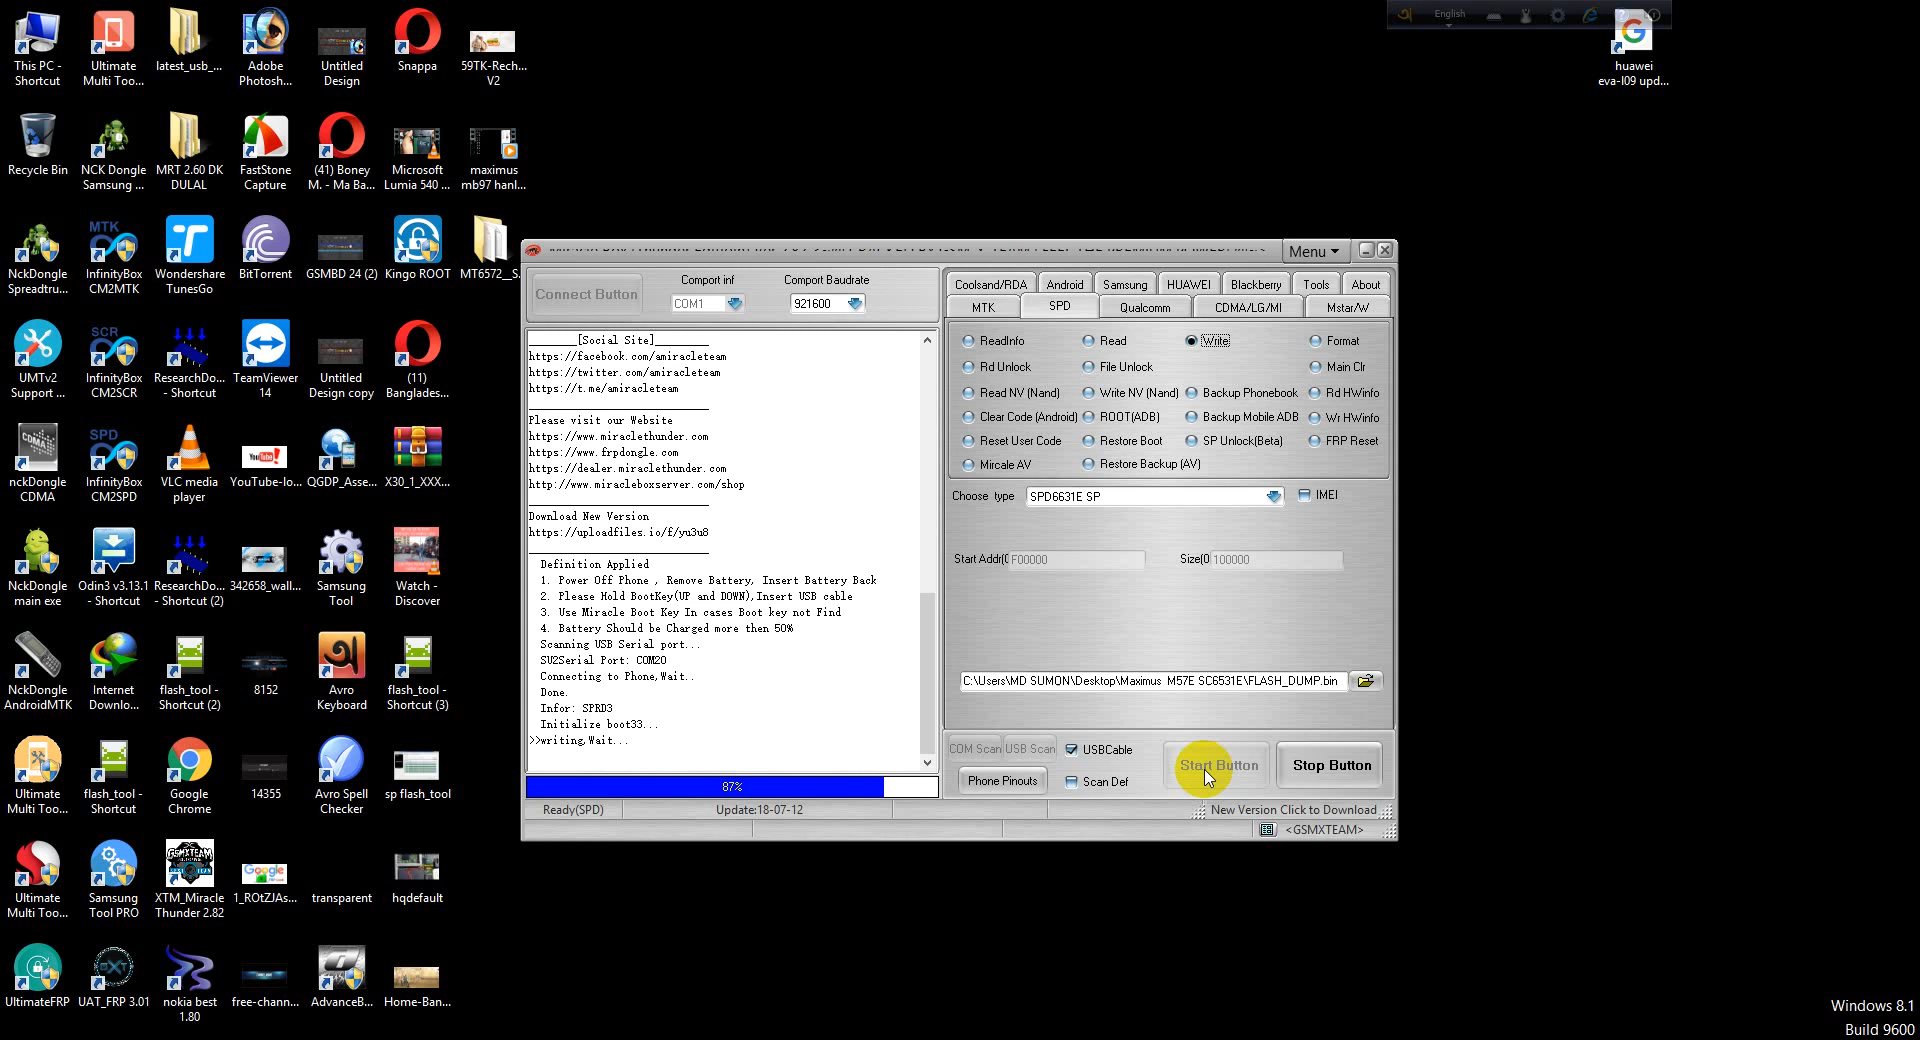 This PC -
Shortcut
Ultimate
Multi Too...
latest_usb_...
Adobe
Photosh...
Untitled
Design
Snappa
59TK-Rech...
V2
Recycle Bin
NCK Dongle
Samsung ...
MRT 2.60 DK
DULAL
FastStone
Capture
(41) Boney
M. - Ma Ba...
Microsoft
Lumia 540 ...
maximus
mb97 hanl...
NckDongle
Spreadtru...
MTK
InfinityBox
CM2MTK
Wondershare
TunesGo
BitTorrent
GSMBD 24 (2)
Kingo ROOT
MT6572__S...
UMTv2
Support ...
SCR
InfinityBox
CM2SCR
ResearchDo...
- Shortcut
TeamViewer
14
Untitled
Design copy
(11)
Banglades...
CDMA
nckDongle
CDMA
SPD
InfinityBox
CM2SPD
VLC media
player
YouTube
YouTube-lo...
QGDP_Asse...
X30_1_XXX...
NckDongle
main exe
Odin3 v3.13.1
- Shortcut
ResearchDo...
- Shortcut (2)
342658_wall...
Samsung
Tool
Watch -
Discover
NckDongle
AndroidMTK
Internet
Downlo...
flash_tool -
Shortcut (2)
8152
অ
Avro
Keyboard
flash_tool -
Shortcut (3)
Ultimate
Multi Too...
flash_tool -
Shortcut
Google
Chrome
14355
Avro Spell
Checker
sp flash_tool
Ultimate
Multi Too...
Samsung
Tool PRO
GSMXTEAM
XTM_Miracle
Thunder 2.82
Google
1_ROtZJAs...
transparent
hqdefault
UltimateFRP
UAT_FRP 3.01
nokia best
1.80
free-chann...
AdvanceB...
Home-Ban...
English
huawei
eva-l09 upd...
Menu
Connect Button
Comport inf
COM1
Comport Baudrate
921600
________[Social Site]_________
https://facebook.com/amiracleteam
https://twitter.com/amiracleteam
https://t.me/amiracleteam
Please visit our Website
https://www.miraclethunder.com
https://www.frpdongle.com
https://dealer.miraclethunder.com
http://www.miracleboxserver.com/shop
Download New Version
https://uploadfiles.io/f/yu3u8
Definition Applied
1. Power Off Phone , Remove Battery, Insert Battery Back
2. Please Hold BootKey(UP and DOWN),Insert USB cable
3. Use Miracle Boot Key In cases Boot key not Find
4. Battery Should be Charged more then 50%
Scanning USB Serial port...
SU2Serial Port: COM20
Connecting to Phone,Wait..
Done.
Infor: SPRD3
Initialize boot33...
>>writing,Wait...
87%
Ready(SPD)
Update:18-07-12
Coolsand/RDA Android Samsung HUAWEI Blackberry Tools About
MTK SPD Qualcomm CDMA/LG/MI Mstar/W
ReadInfo Read Write Format
Rd Unlock File Unlock Main Clr
Read NV (Nand) Write NV (Nand) Backup Phonebook Rd HWinfo
Clear Code (Android) ROOT(ADB) Backup Mobile ADB Wr HWinfo
Reset User Code Restore Boot SP Unlock(Beta) FRP Reset
Mircale AV Restore Backup (AV)
Choose type SPD6631E SP IMEI
Start Addr(( F00000 Size(0 100000
C:\Users\MD SUMON\Desktop\Maximus M57E SC6531E\FLASH_DUMP.bin
COM Scan USB Scan USBCable
Phone Pinouts Scan Def
Start Button Stop Button
New Version Click to Download
<GSMXTEAM>
Windows 8.1
Build 9600